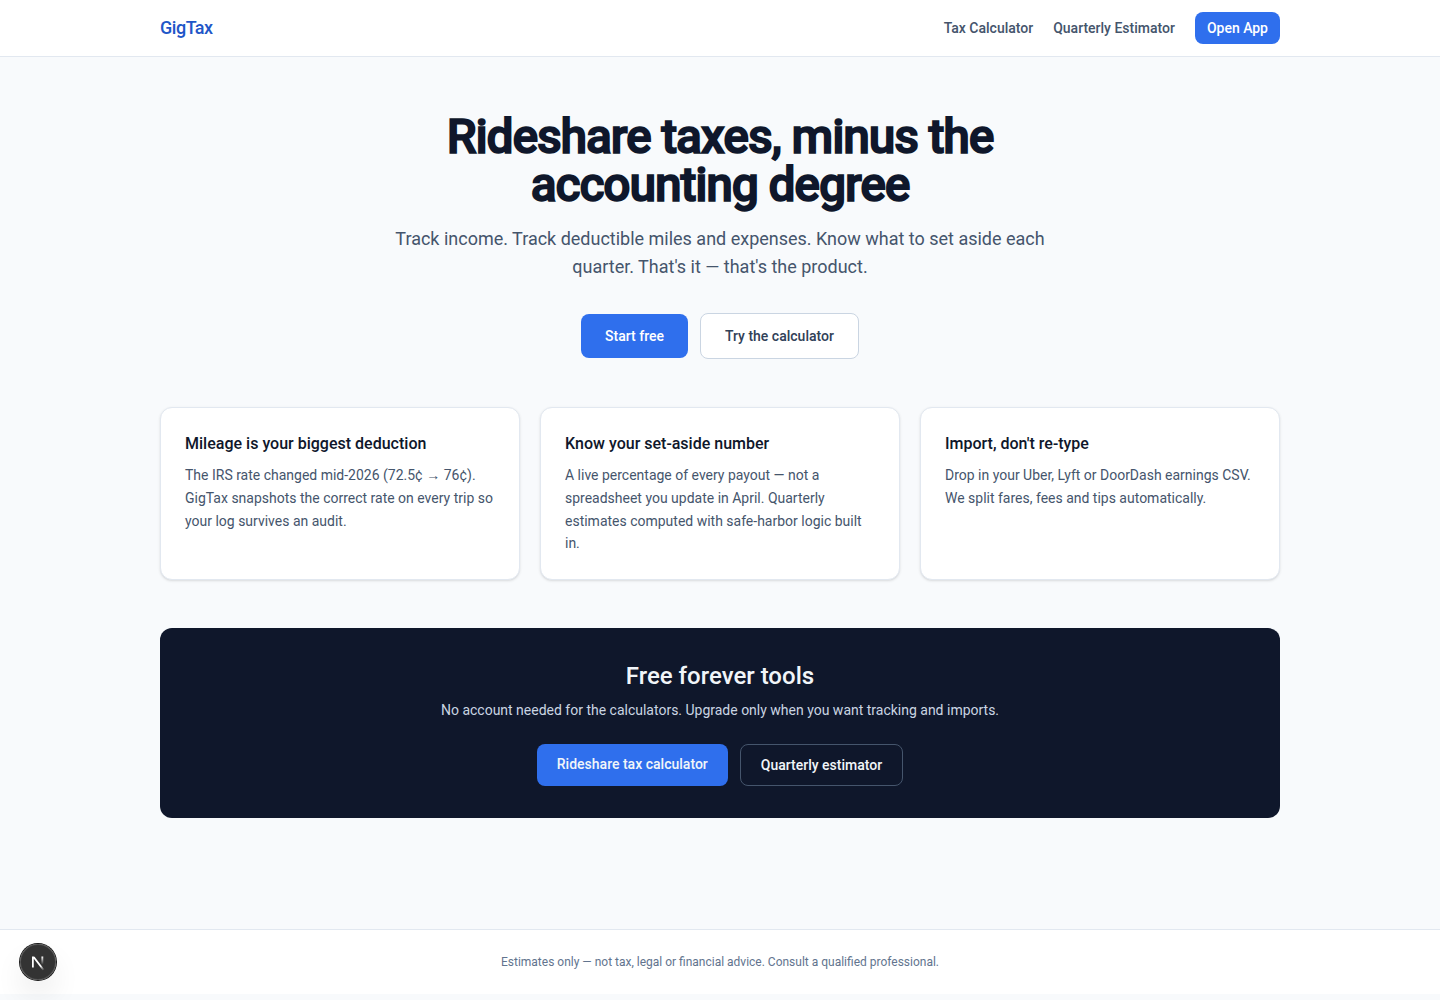 GigTax
Tax Calculator
Quarterly Estimator
Open App
Rideshare taxes, minus the
accounting degree
Track income. Track deductible miles and expenses. Know what to set aside each
quarter. That's it — that's the product.
Start free
Try the calculator
Mileage is your biggest deduction
The IRS rate changed mid-2026 (72.5¢ → 76¢).
GigTax snapshots the correct rate on every trip so
your log survives an audit.
Know your set-aside number
A live percentage of every payout — not a
spreadsheet you update in April. Quarterly
estimates computed with safe-harbor logic built
in.
Import, don't re-type
Drop in your Uber, Lyft or DoorDash earnings CSV.
We split fares, fees and tips automatically.
Free forever tools
No account needed for the calculators. Upgrade only when you want tracking and imports.
Rideshare tax calculator
Quarterly estimator
N
Estimates only — not tax, legal or financial advice. Consult a qualified professional.